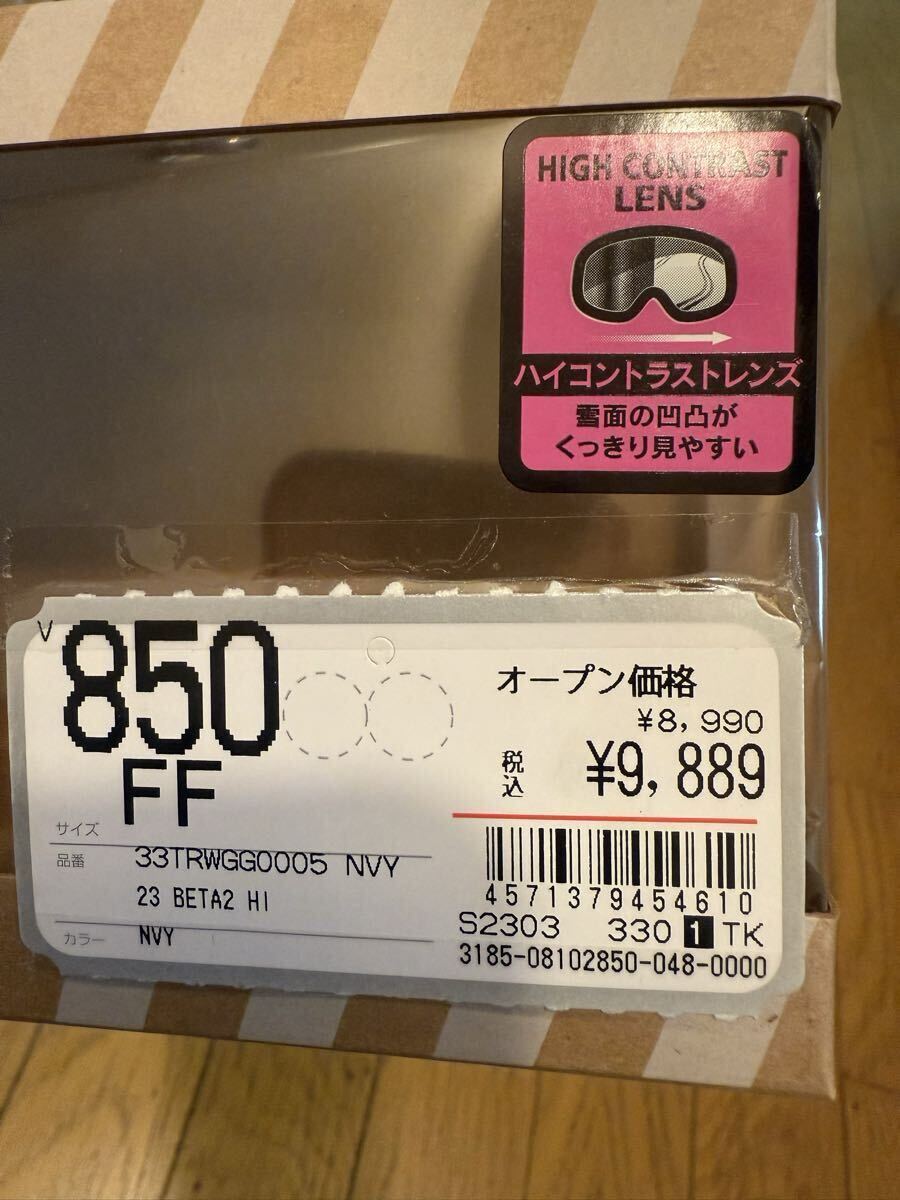 HIGH CONTRAST
LENS
ハイコントラストレンズ
雪面の凹凸が
くっきり見やすい
V
850
FF
オープン価格
¥8,990
税込 ¥9,889
サイズ
品番 33TRWGG0005 NVY
23 BETA2 HI
カラー NVY
4571379454610
S2303 330 1 TK
3185-08102850-048-0000